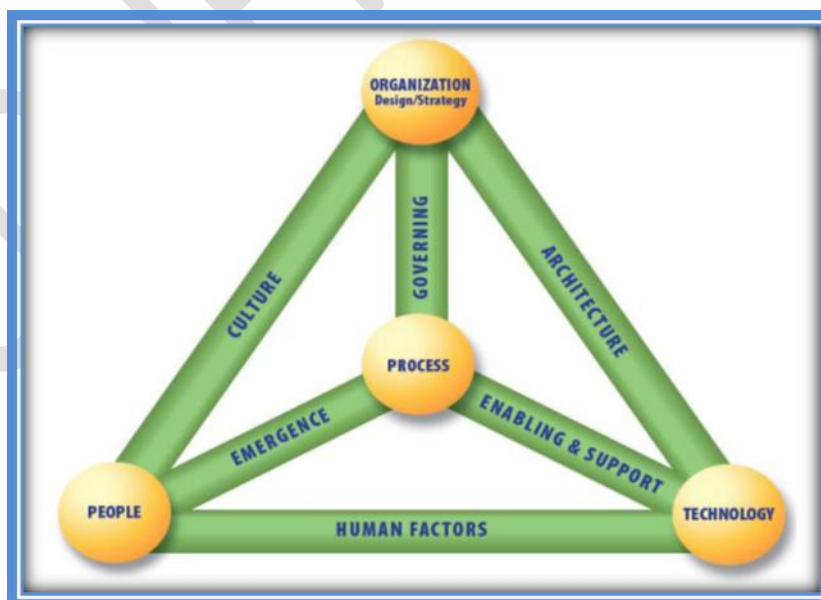 ORGANIZATION
Design/Strategy
GOVERNING
CULTURE
ARCHITECTURE
PROCESS
EMERGENCE
ENABLING & SUPPORT
PEOPLE
TECHNOLOGY
HUMAN FACTORS